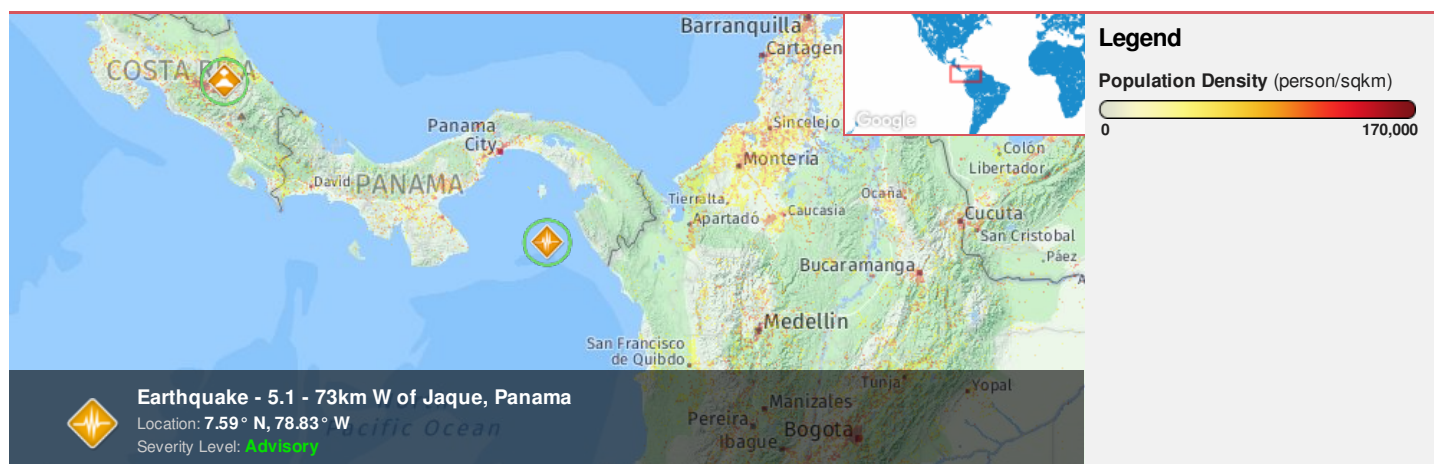 Barranquilla
Cartagen
COSTA RICA
Google
Panama
City
Sincelejo
Monteria
Colón
Libertador
David
PANAMA
Tierralta
Apartadó
Caucasia
Ocaña
Cucuta
San Cristobal
Páez
A
Bucaramanga
Medellin
San Francisco
de Quibdo
Tunja
Yopal
Manizales
Pereira
Bogota
Ibague
Pacific Ocean
Earthquake - 5.1 - 73km W of Jaque, Panama
Location: 7.59° N, 78.83° W
Severity Level: Advisory
Legend
Population Density (person/sqkm)
0 170,000